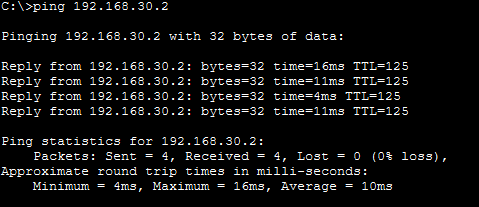 C:\>ping 192.168.30.2
Pinging 192.168.30.2 with 32 bytes of data:
Reply from 192.168.30.2: bytes=32 time=16ms TTL=125
Reply from 192.168.30.2: bytes=32 time=11ms TTL=125
Reply from 192.168.30.2: bytes=32 time=4ms TTL=125
Reply from 192.168.30.2: bytes=32 time=11ms TTL=125
Ping statistics for 192.168.30.2:
    Packets: Sent = 4, Received = 4, Lost = 0 (0% loss),
Approximate round trip times in milli-seconds:
    Minimum = 4ms, Maximum = 16ms, Average = 10ms